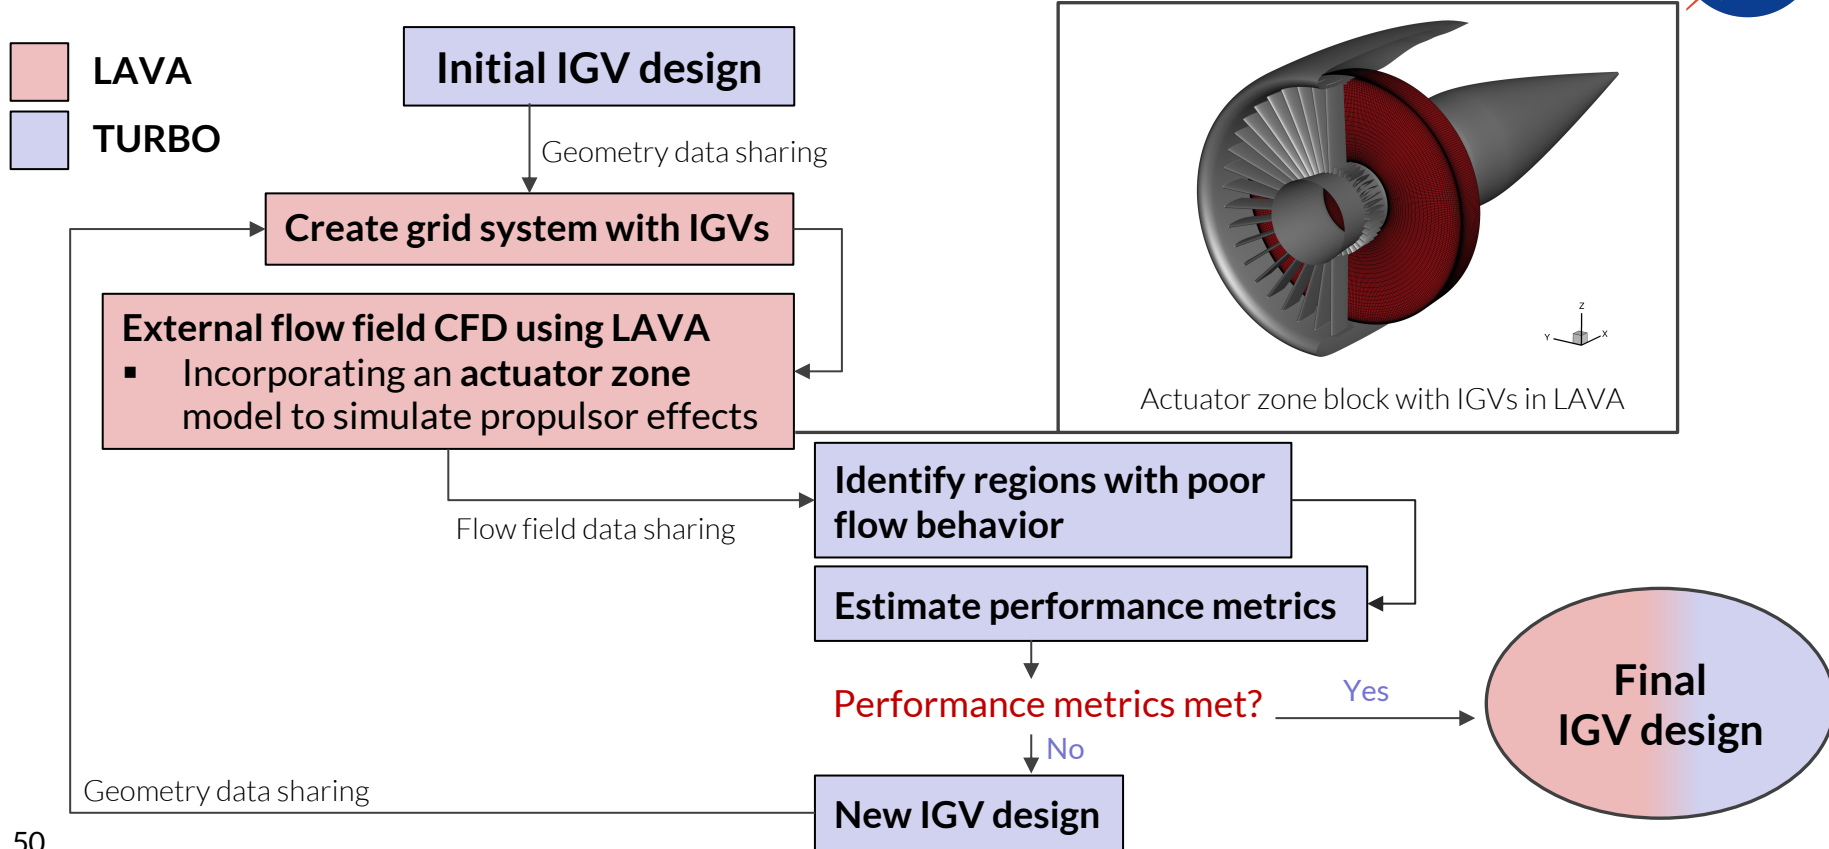 LAVA
TURBO
Initial IGV design
Geometry data sharing
Create grid system with IGVs
External flow field CFD using LAVA
▪ Incorporating an actuator zone
model to simulate propulsor effects
Z
Y
X
Actuator zone block with IGVs in LAVA
Flow field data sharing
Identify regions with poor
flow behavior
Estimate performance metrics
Performance metrics met?
Yes
No
Final
IGV design
Geometry data sharing
New IGV design
50